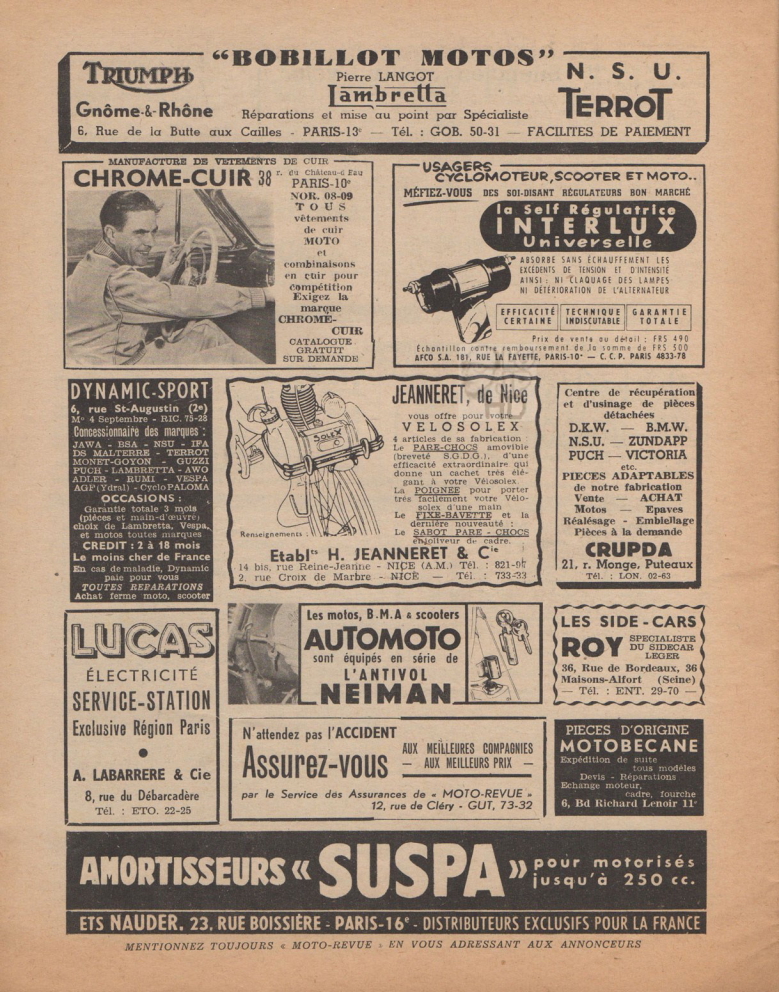 "BOBILLOT MOTOS"
TRIUMPH
Gnôme-&-Rhône
Pierre LANGOT
Lambretta
N. S. U.
TERROT
Réparations et mise au point par Spécialiste
6, Rue de la Butte aux Cailles - PARIS-13e — Tél. : GOB. 50-31 — FACILITES DE PAIEMENT
MANUFACTURE DE VETEMENTS DE CUIR
CHROME-CUIR 38 r. du Château-d'Eau
PARIS-10e
NOR. 08-09
TOUS
vêtements
de cuir
MOTO
et
combinaisons
en cuir pour
compétition
Exigez la
marque
CHROME-
CUIR
CATALOGUE
GRATUIT
SUR DEMANDE
USAGERS
CYCLOMOTEUR, SCOOTER ET MOTO..
MÉFIEZ-VOUS DES SOI-DISANT RÉGULATEURS BON MARCHÉ
la Self Régulatrice
INTERLUX
Universelle
ABSORBE SANS ÉCHAUFFEMENT LES
EXCÉDENTS DE TENSION ET D'INTENSITÉ
AINSI : NI CLAQUAGE DES LAMPES
NI DÉTÉRIORATION DE L'ALTERNATEUR
EFFICACITÉ CERTAINE
TECHNIQUE INDISCUTABLE
GARANTIE TOTALE
Prix de vente au détail : FRS 490
Échantillon contre remboursement de la somme de FRS 500
AFCO S.A. 181, RUE LA FAYETTE, PARIS-10e — C. C. P. PARIS 4833-78
DYNAMIC-SPORT
6, rue St-Augustin (2e)
Mo 4 Septembre - RIC. 75-28
Concessionnaire des marques :
JAWA - BSA - NSU - IFA
DS MALTERRE - TERROT
MONET-GOYON - GUZZI
PUCH - LAMBRETTA - AWO
ADLER - RUMI - VESPA
AGF (Ydral) - Cyclo PALOMA
OCCASIONS :
Garantie totale 3 mois
(pièces et main-d'œuvre)
choix de Lambretta, Vespa,
et motos toutes marques
CREDIT : 2 à 18 mois
Le moins cher de France
En cas de maladie, Dynamic
paie pour vous
TOUTES REPARATIONS
Achat ferme moto, scooter
SOLEX
JEANNERET, de Nice
vous offre pour votre
VELOSOLEX
4 articles de sa fabrication
Le PARE-CHOCS amovible
(breveté S.G.D.G.), d'une
efficacité extraordinaire qui
donne un cachet très élé-
gant à votre Vélosolex.
La POIGNEE pour porter
très facilement votre Vélo-
solex d'une main
Le FIXE-BAVETTE et la
dernière nouveauté :
Le SABOT PARE - CHOCS
enjoliveur de cadre.
Renseignements :
Etablts H. JEANNERET & Cie
14 bis, rue Reine-Jeanne - NICE (A.M.) Tél. : 821-9
2, rue Croix de Marbre - NICE — Tél. : 733-33
Centre de récupération
et d'usinage de pièces
détachées
D.K.W. — B.M.W.
N.S.U. — ZUNDAPP
PUCH — VICTORIA
etc.
PIECES ADAPTABLES
de notre fabrication
Vente — ACHAT
Motos — Epaves
Réalésage - Embiellage
Pièces à la demande
CRUPDA
21, r. Monge, Puteaux
Tél. : LON. 02-63
LUCAS
ÉLECTRICITÉ
SERVICE-STATION
Exclusive Région Paris
A. LABARRERE & Cie
8, rue du Débarcadère
Tél. : ETO. 22-25
Les motos, B.M.A & scooters
AUTOMOTO
sont équipés en série de
L'ANTIVOL
NEIMAN
LES SIDE - CARS
ROY SPECIALISTE
DU SIDECAR
LEGER
36, Rue de Bordeaux, 36
Maisons-Alfort (Seine)
— Tél. : ENT. 29-70 —
N'attendez pas l'ACCIDENT
Assurez-vous
AUX MEILLEURES COMPAGNIES
— AUX MEILLEURS PRIX —
par le Service des Assurances de « MOTO-REVUE »
12, rue de Cléry - GUT, 73-32
PIECES D'ORIGINE
MOTOBECANE
Expédition de suite
tous modèles
Devis - Réparations
Echange moteur,
cadre, fourche
6, Bd Richard Lenoir 11e
AMORTISSEURS « SUSPA » pour motorisés
jusqu'à 250 cc.
ETS NAUDER, 23, RUE BOISSIÈRE - PARIS-16e - DISTRIBUTEURS EXCLUSIFS POUR LA FRANCE
MENTIONNEZ TOUJOURS « MOTO-REVUE » EN VOUS ADRESSANT AUX ANNONCEURS